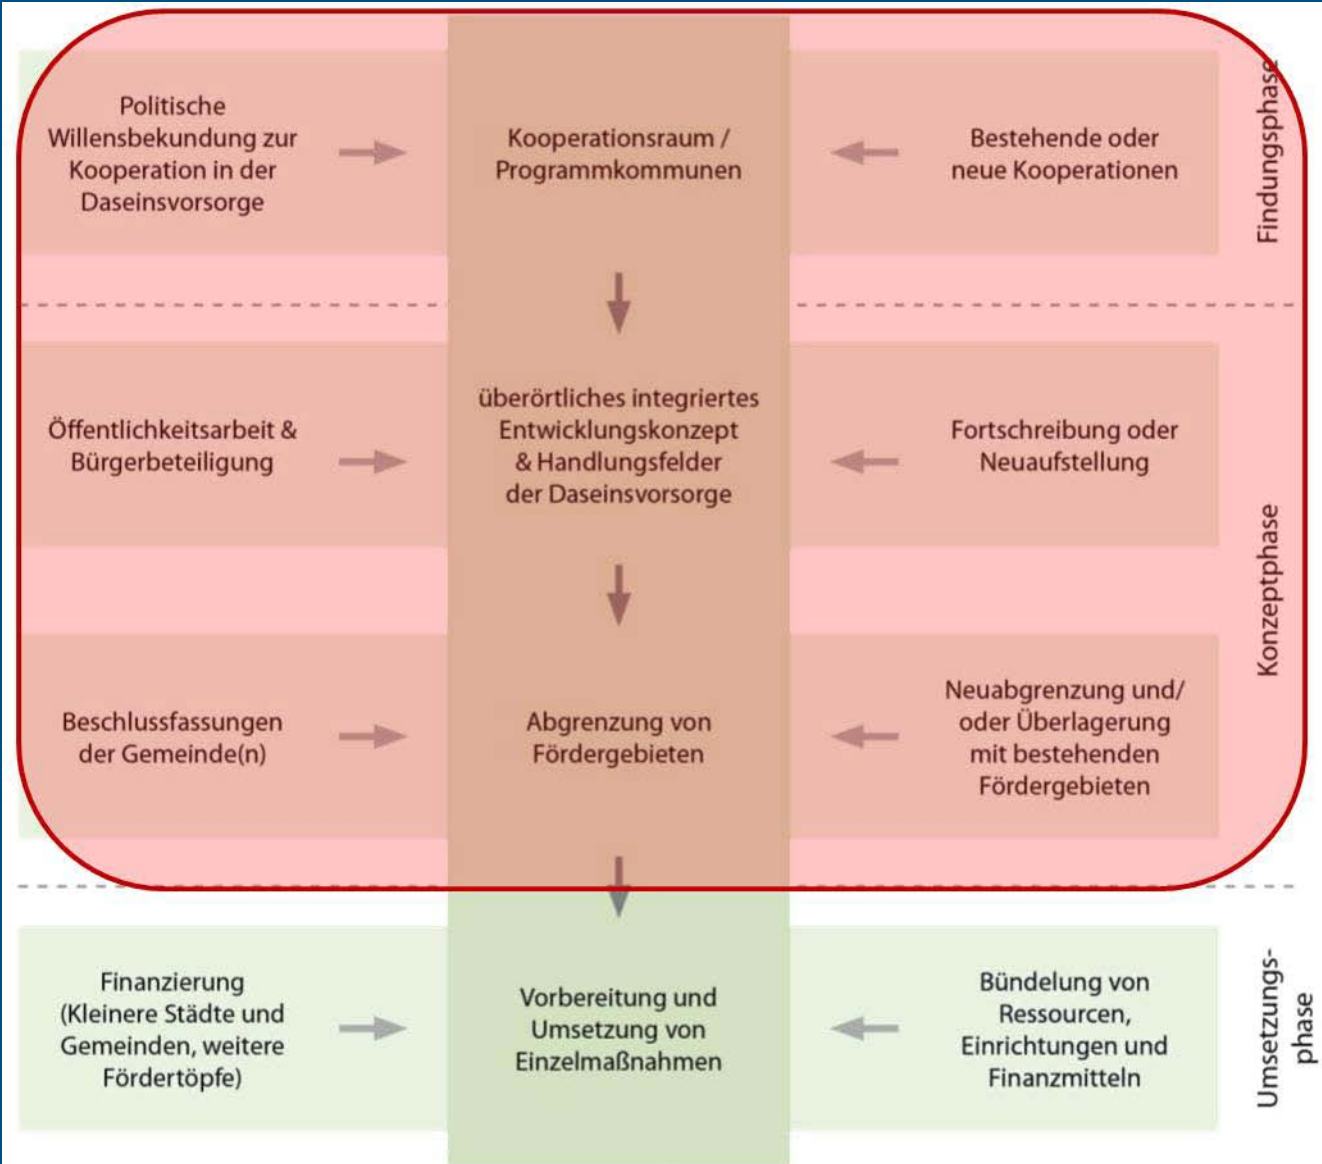 Politische
Willensbekundung zur
Kooperation in der
Daseinsvorsorge
Kooperationsraum /
Programmkommunen
Bestehende oder
neue Kooperationen
Findungsphase
Öffentlichkeitsarbeit &
Bürgerbeteiligung
überörtliches integriertes
Entwicklungskonzept
& Handlungsfelder
der Daseinsvorsorge
Fortschreibung oder
Neuaufstellung
Konzeptphase
Beschlussfassungen
der Gemeinde(n)
Abgrenzung von
Fördergebieten
Neuabgrenzung und/
oder Überlagerung
mit bestehenden
Fördergebieten
Finanzierung
(Kleinere Städte und
Gemeinden, weitere
Fördertöpfe)
Vorbereitung und
Umsetzung von
Einzelmaßnahmen
Bündelung von
Ressourcen,
Einrichtungen und
Finanzmitteln
Umsetzungs-
phase